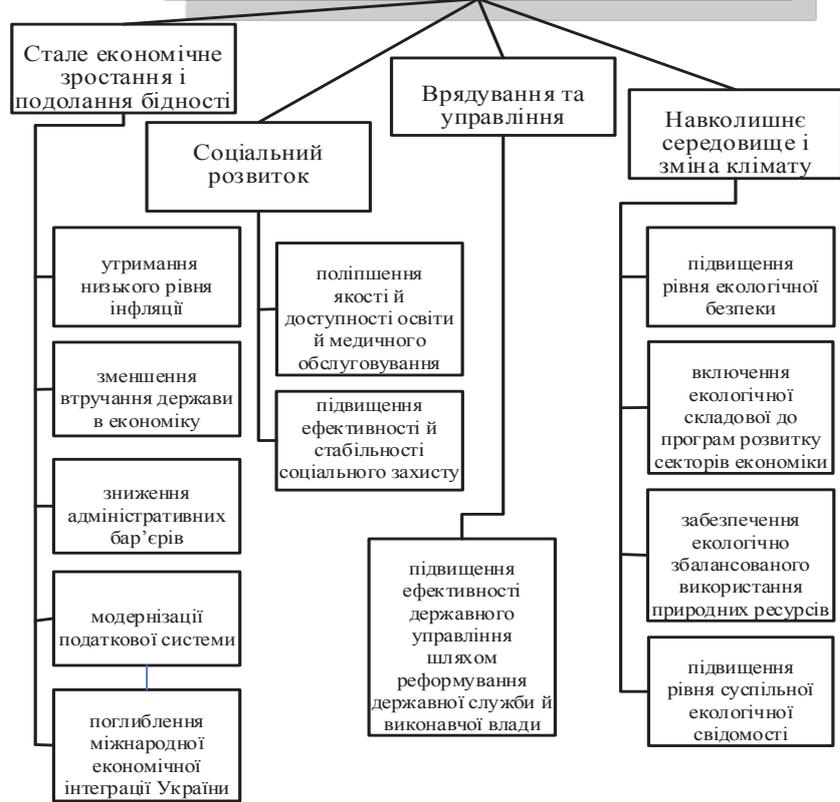 Стале економічне
зростання і
подолання бідності
Соціальний
розвиток
Врядування та
управління
Навколишнє
середовище і
зміна клімату
утримання
низького рівня
інфляції
зменшення
втручання держави
в економіку
зниження
адміністративних
бар’єрів
модернізації
податкової системи
поглиблення
міжнародної
економічної
інтеграції України
поліпшення
якості й
доступності освіти
й медичного
обслуговування
підвищення
ефективності й
стабільності
соціального захисту
підвищення
ефективності
державного
управління
шляхом
реформування
державної служби й
виконавчої влади
підвищення
рівня екологічної
безпеки
включення
екологічної
складової до
програм розвитку
секторів економіки
забезпечення
екологічно
збалансованого
використання
природних ресурсів
підвищення
рівня суспільної
екологічної
свідомості